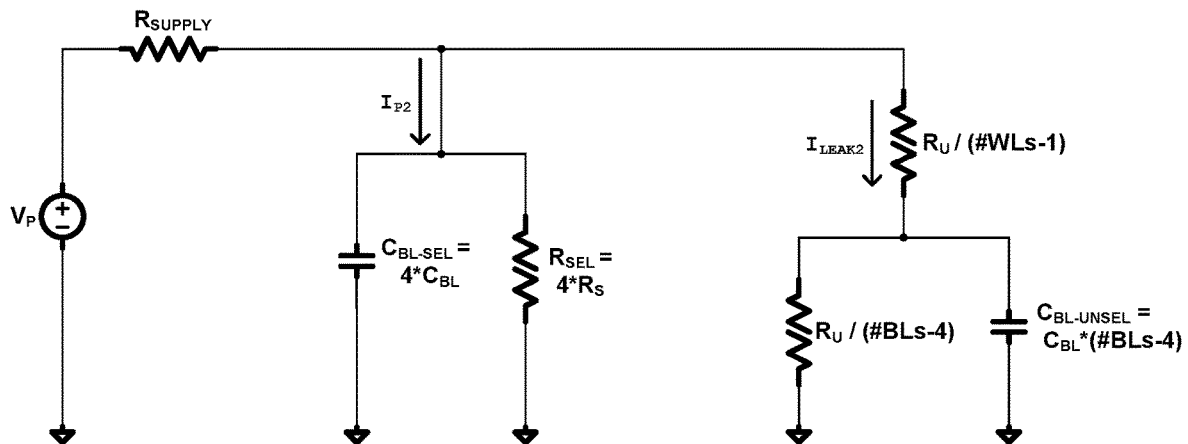 RSUPPLY
IP2
ILEAK2
RU / (#WLs-1)
VP
+
−
CBL-SEL =
4*CBL
RSEL =
4*RS
RU / (#BLs-4)
CBL-UNSEL =
CBL*(#BLs-4)